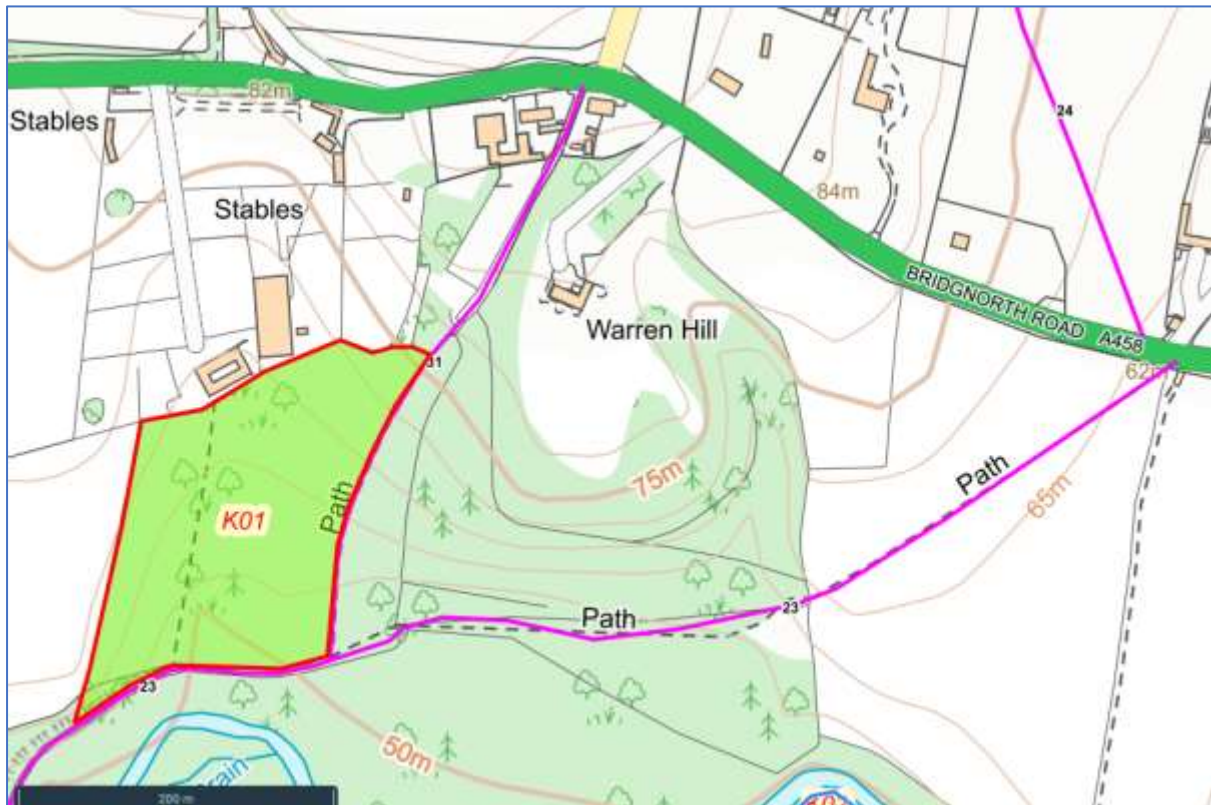 82m
Stables
24
Stables
84m
BRIDGNORTH ROAD A458
Warren Hill
31
62m
75m
Path
65m
K01
Path
Path
23
23
50m
Drain
200 m